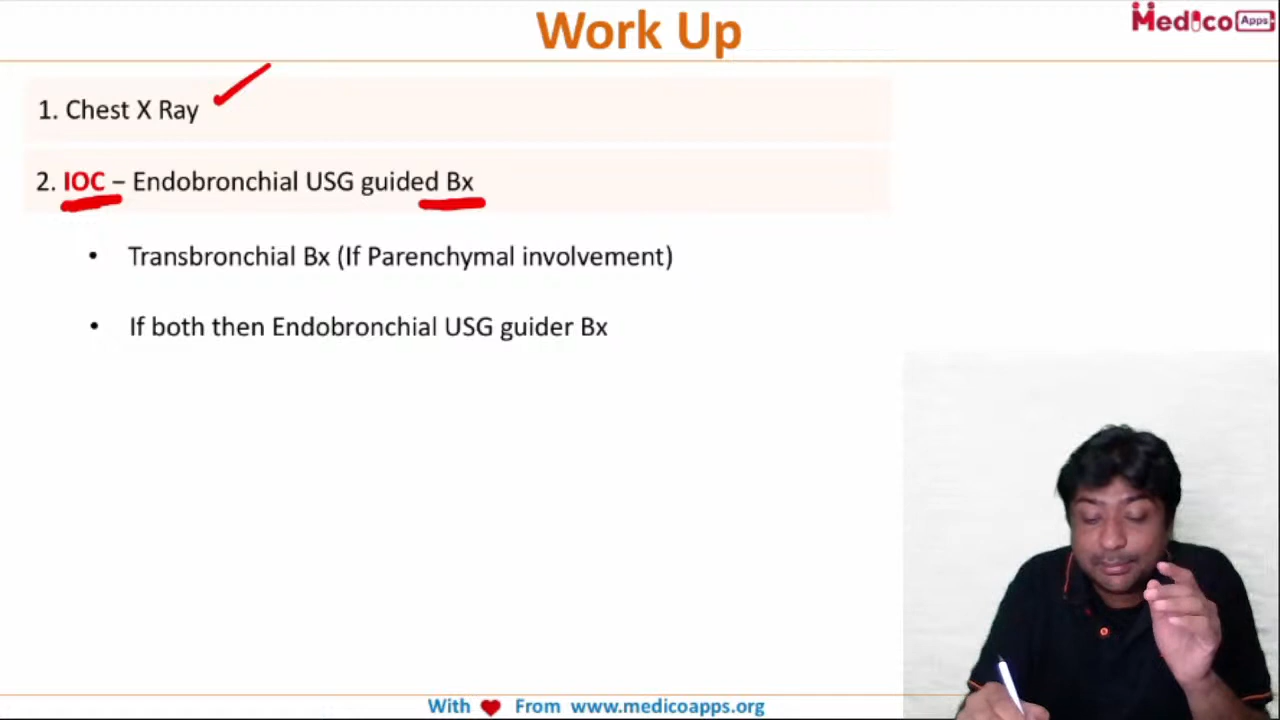 Work Up
Medico Apps
1. Chest X Ray
2. IOC – Endobronchial USG guided Bx
• Transbronchial Bx (If Parenchymal involvement)
• If both then Endobronchial USG guider Bx
With From www.medicoapps.org